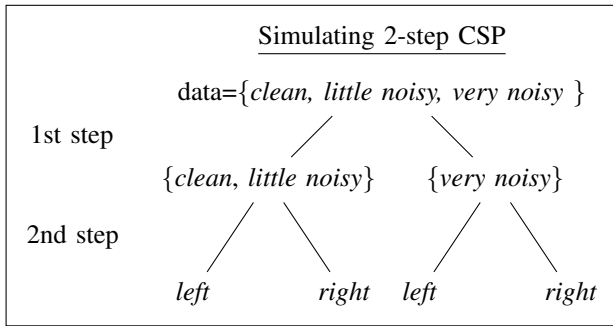 Simulating 2-step CSP
data={clean, little noisy, very noisy }
1st step
{clean, little noisy} {very noisy}
2nd step
left right left right